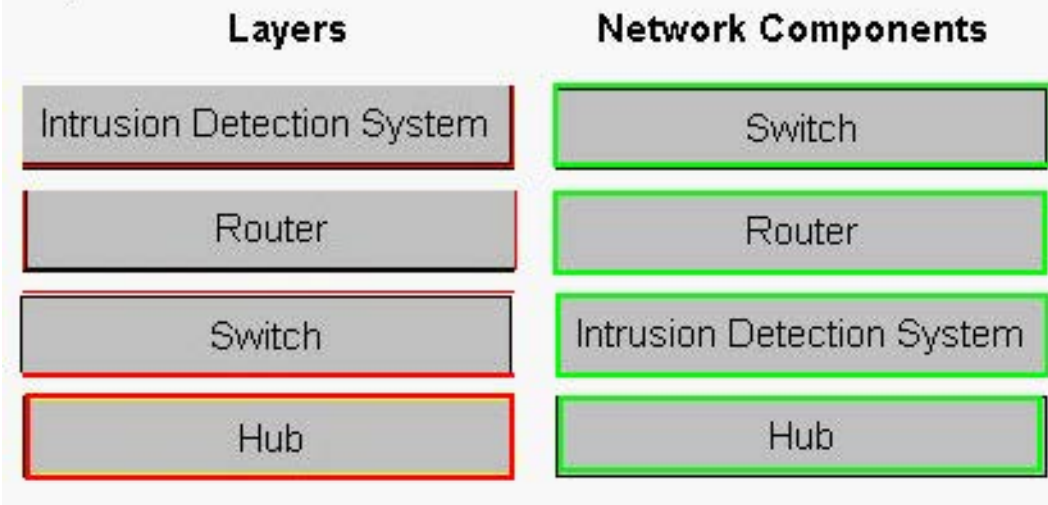 Layers Network Components
Intrusion Detection System Switch
Router Router
Switch Intrusion Detection System
Hub Hub